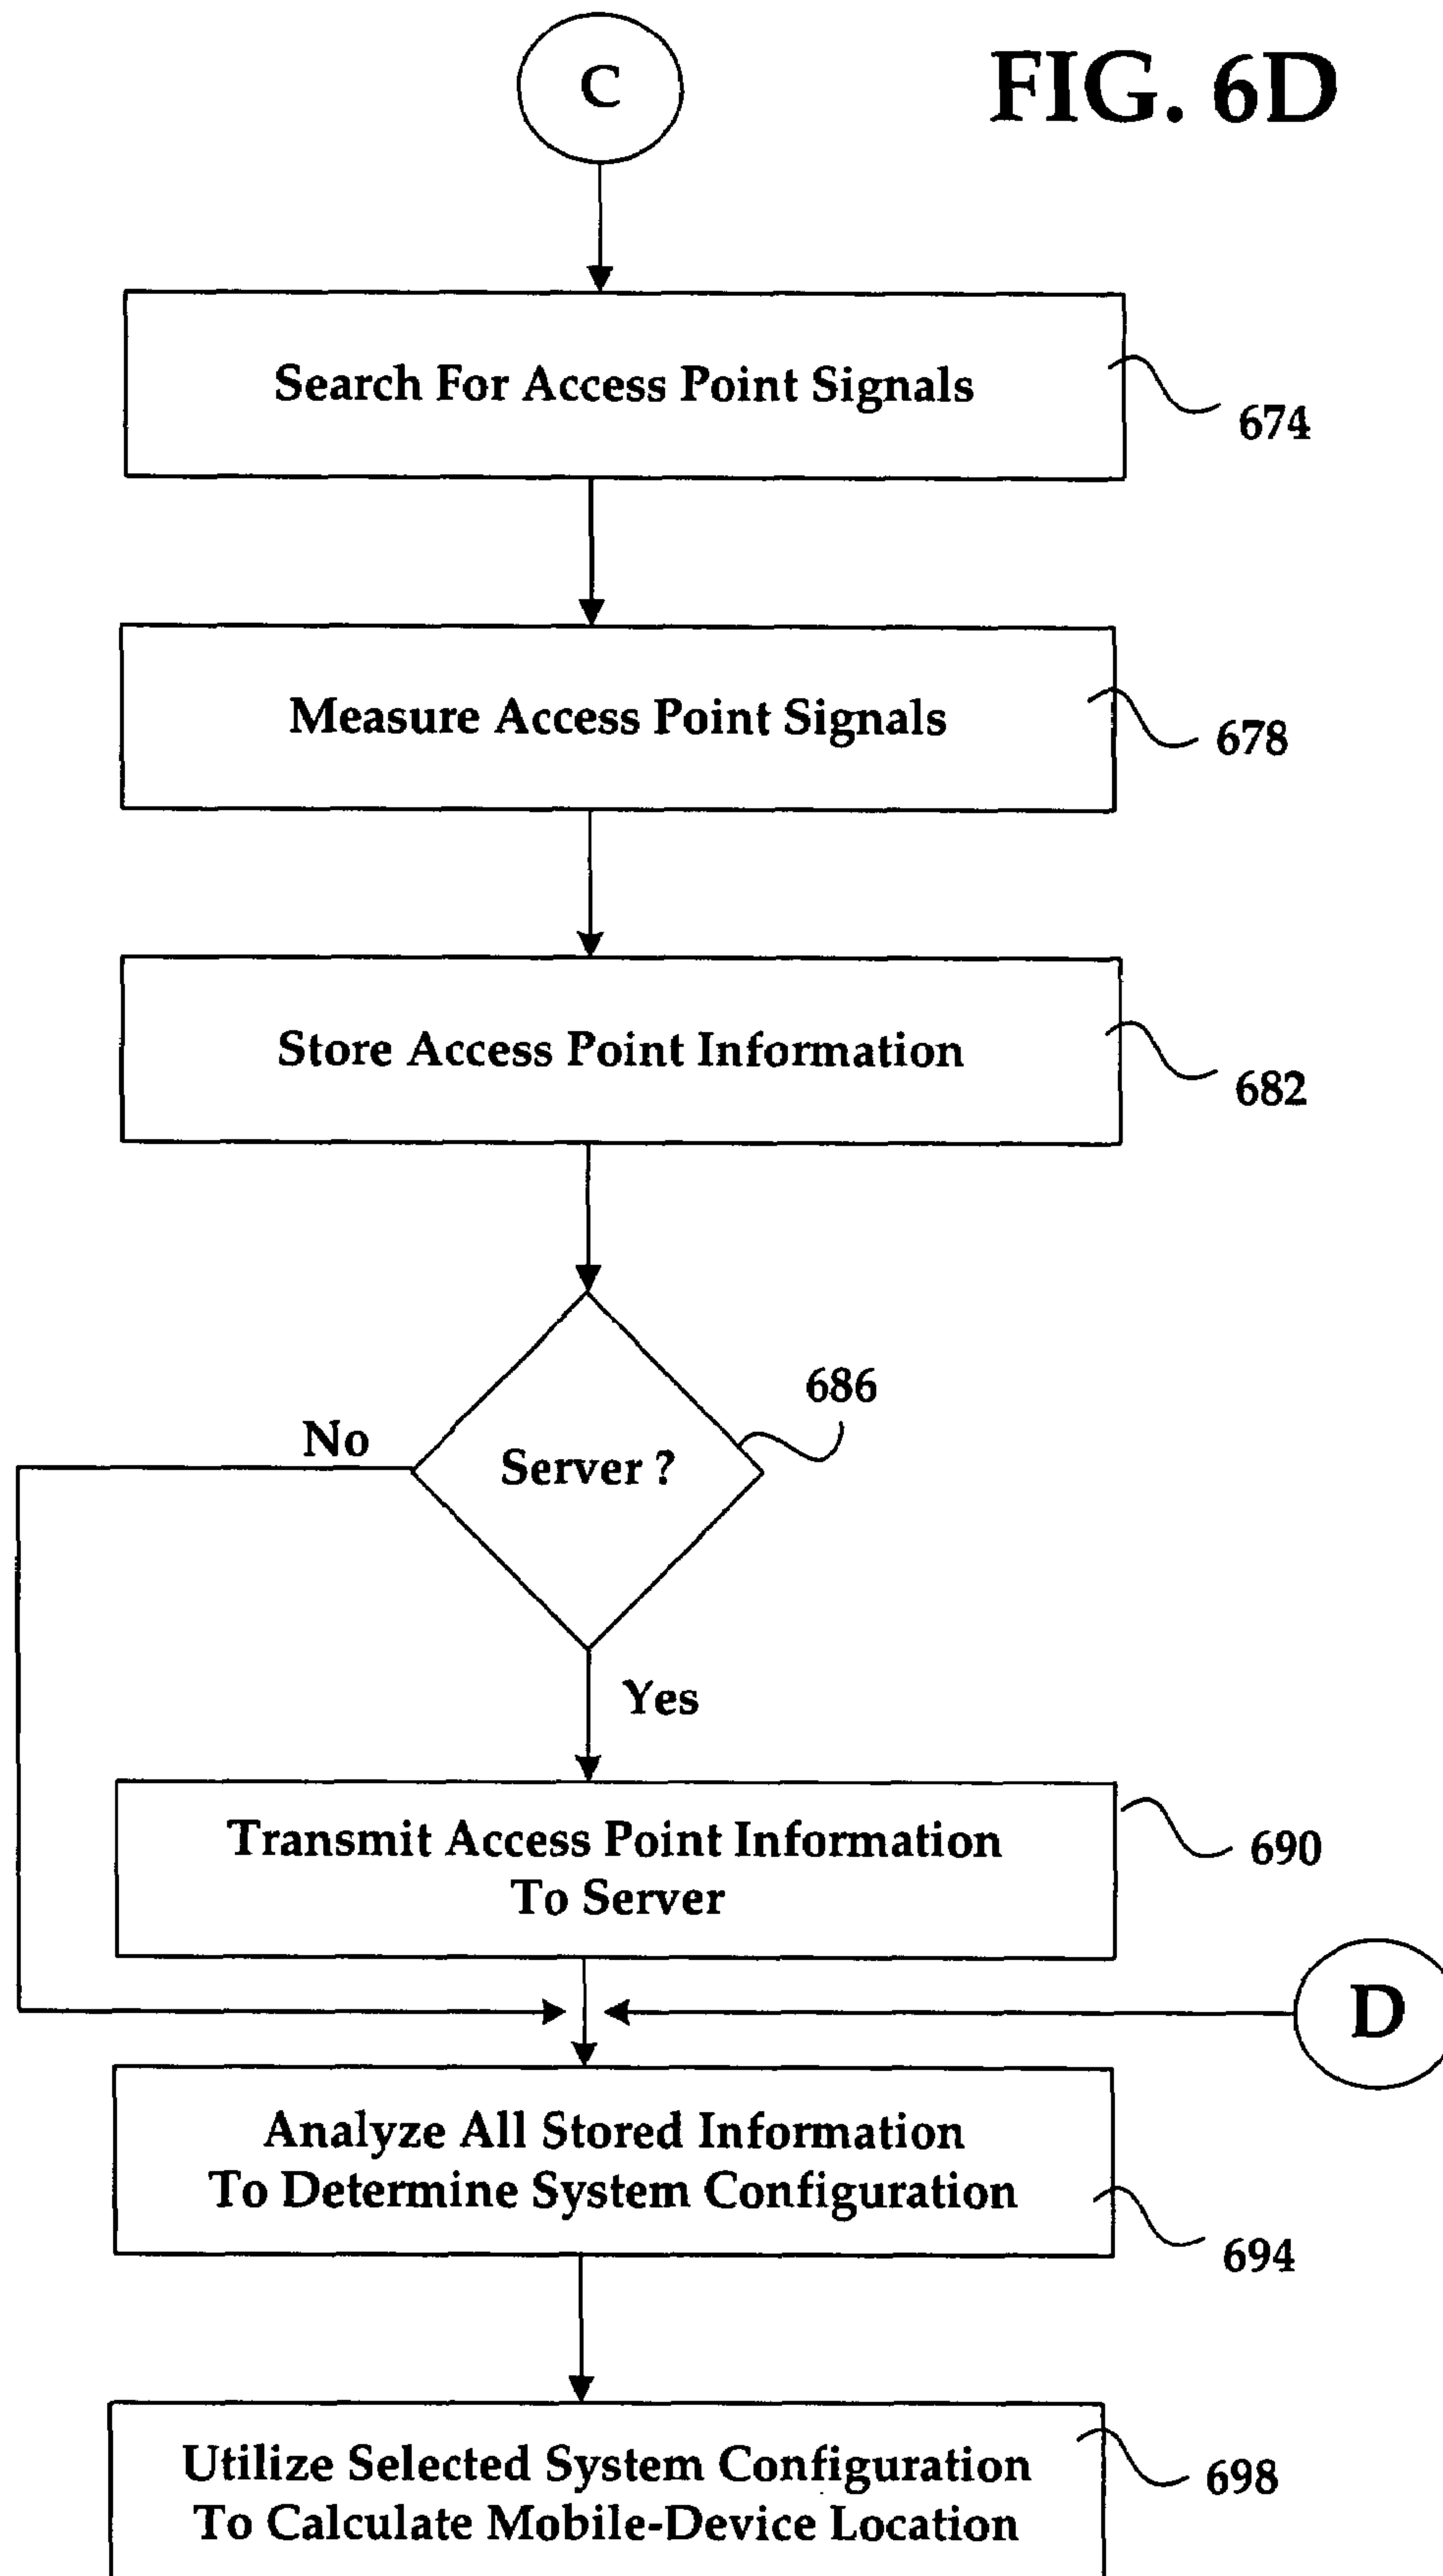 C
FIG. 6D
Search For Access Point Signals
674
Measure Access Point Signals
678
Store Access Point Information
682
686
No
Server ?
Yes
Transmit Access Point Information
To Server
690
D
Analyze All Stored Information
To Determine System Configuration
694
Utilize Selected System Configuration
To Calculate Mobile-Device Location
698